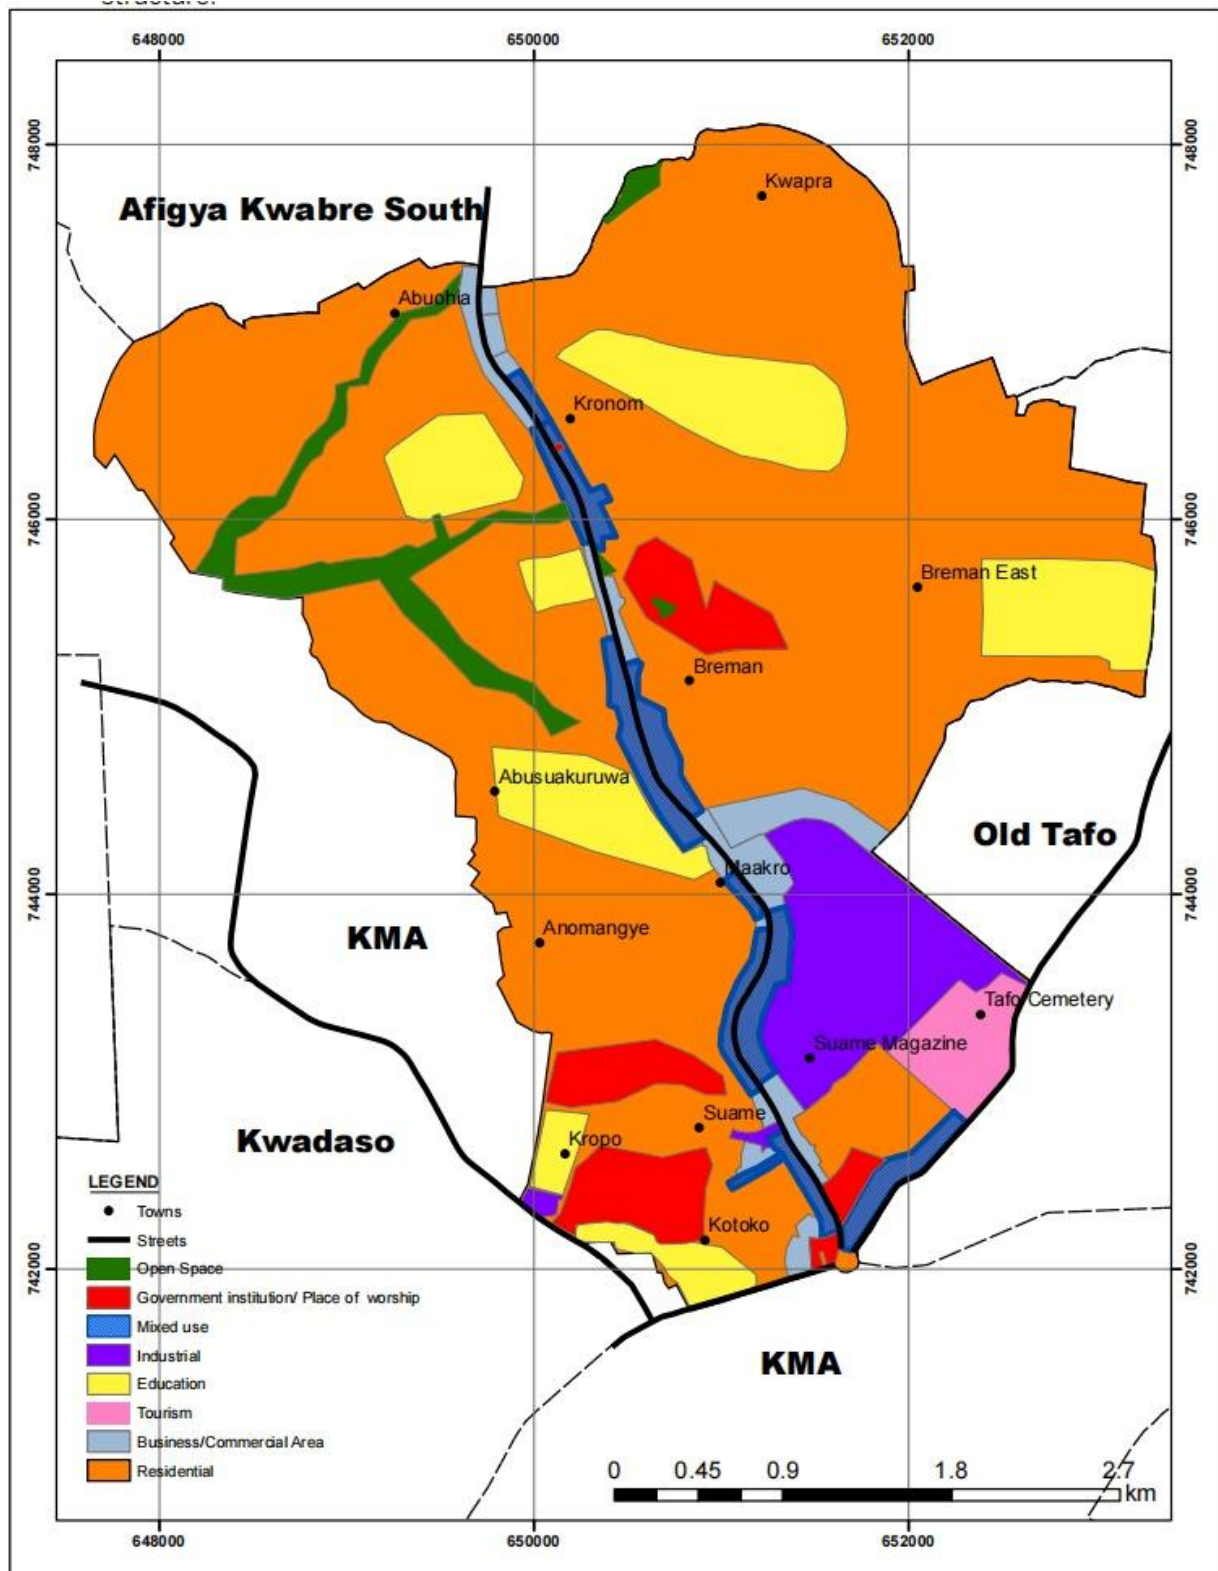 structure.
648000 650000 652000
748000 748000
Kwapra
Afigya Kwabre South
Abuohia
Kronom
746000 746000
Breman East
Breman
Abusuakuruwa
Old Tafo
Maakro
744000 744000
Anomangye
KMA
Tafo Cemetery
Suame Magazine
Suame
Kwadaso
Kropo
LEGEND
Towns
Streets
Kotoko
Open Space
742000 742000
Government institution/ Place of worship
Mixed use
Industrial
KMA
Education
Tourism
Business/Commercial Area
Residential
0 0.45 0.9 1.8 2.7
km
648000 650000 652000